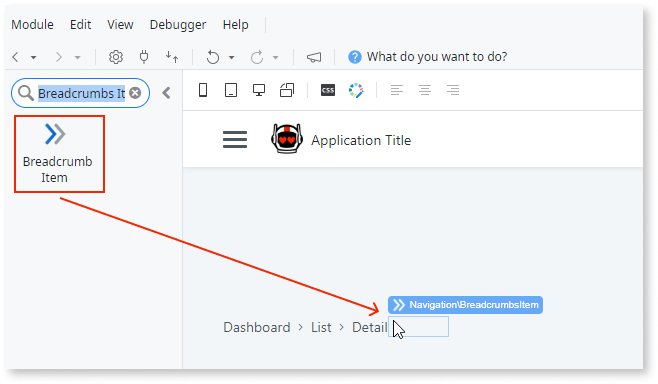 Module Edit View Debugger Help
What do you want to do?
Breadcrumbs It
CSS
Breadcrumb
Item
Application Title
Navigation\BreadcrumbsItem
Dashboard > List > Detail